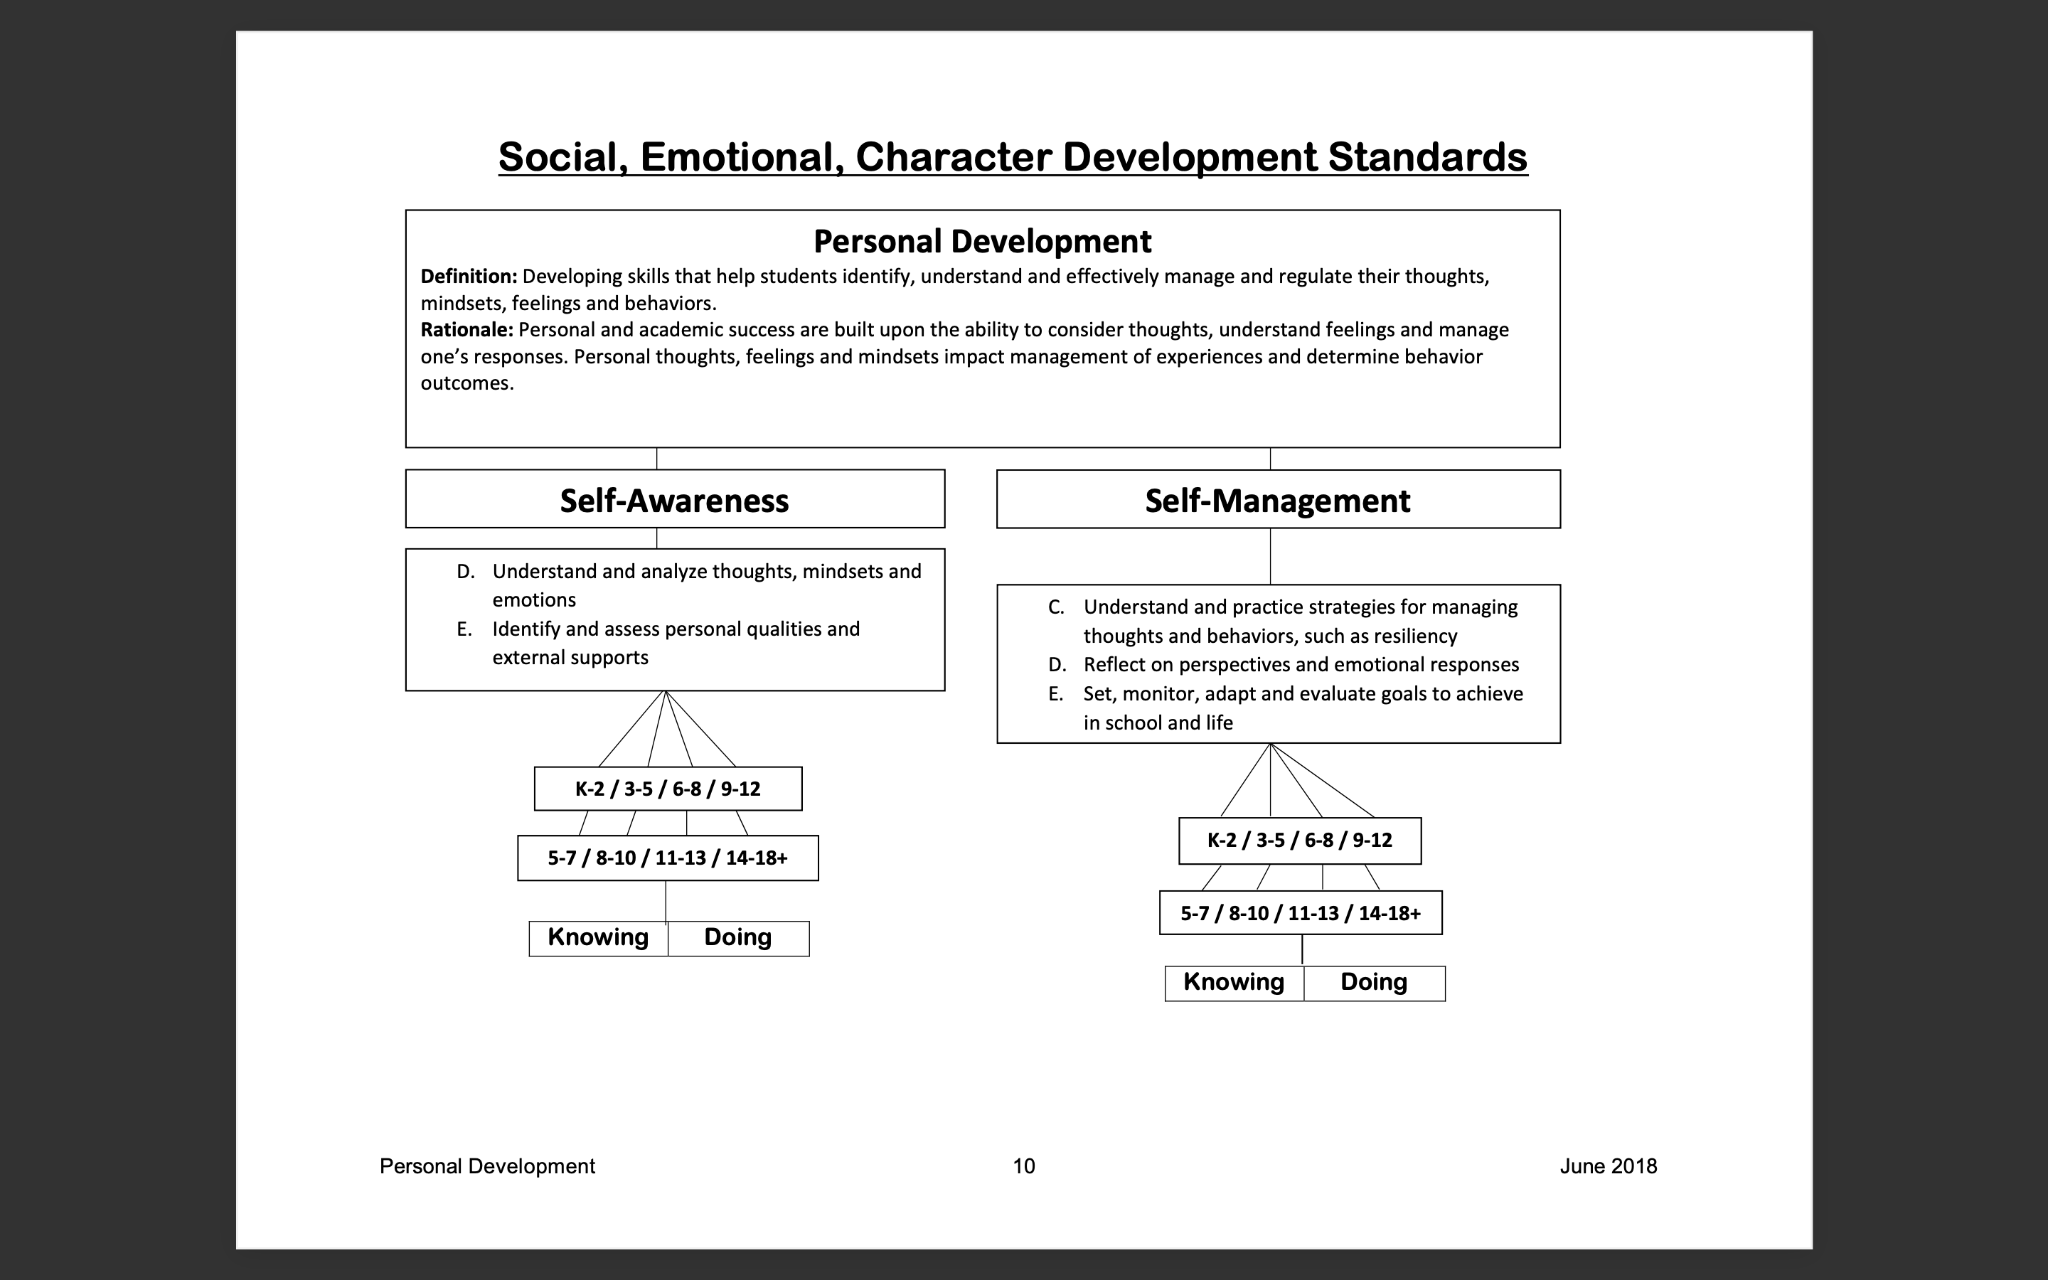 Social, Emotional, Character Development Standards
Personal Development
Definition: Developing skills that help students identify, understand and effectively manage and regulate their thoughts,
mindsets, feelings and behaviors.
Rationale: Personal and academic success are built upon the ability to consider thoughts, understand feelings and manage
one’s responses. Personal thoughts, feelings and mindsets impact management of experiences and determine behavior
outcomes.
Self-Awareness
D. Understand and analyze thoughts, mindsets and
emotions
E. Identify and assess personal qualities and
external supports
K-2 / 3-5 / 6-8 / 9-12
5-7 / 8-10 / 11-13 / 14-18+
Knowing Doing
Self-Management
C. Understand and practice strategies for managing
thoughts and behaviors, such as resiliency
D. Reflect on perspectives and emotional responses
E. Set, monitor, adapt and evaluate goals to achieve
in school and life
K-2 / 3-5 / 6-8 / 9-12
5-7 / 8-10 / 11-13 / 14-18+
Knowing Doing
Personal Development 10 June 2018